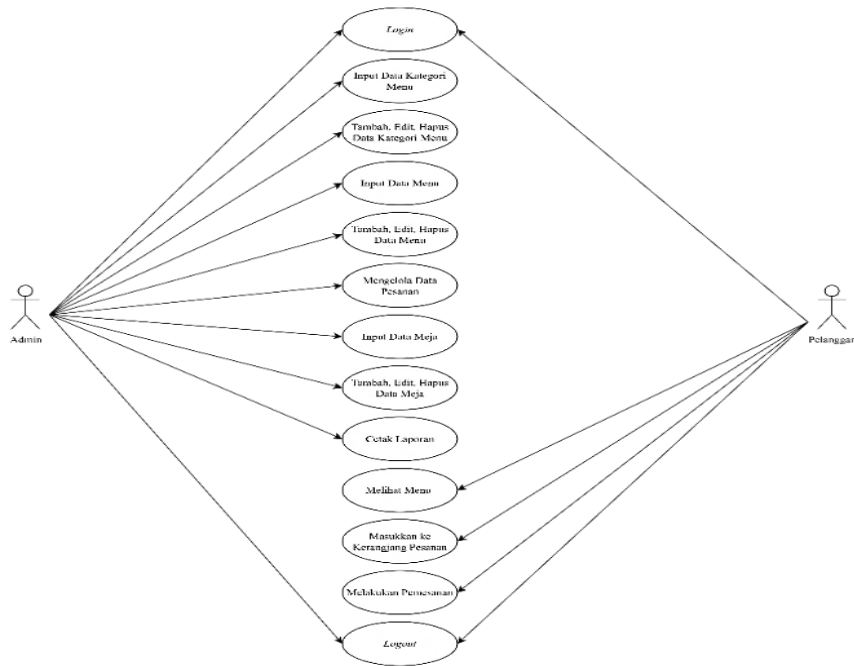 Login
Input Data Kategori
Menu
Tambah, Edit, Hapus
Data Kategori Menu
Input Data Menu
Tambah, Edit, Hapus
Data Menu
Mengelola Data
Pesanan
Admin
Pelanggan
Input Data Meja
Tambah, Edit, Hapus
Data Meja
Cetak Laporan
Melihat Menu
Masukkan ke
Kerangjang Pesanan
Melakukan Pemesanan
Logout